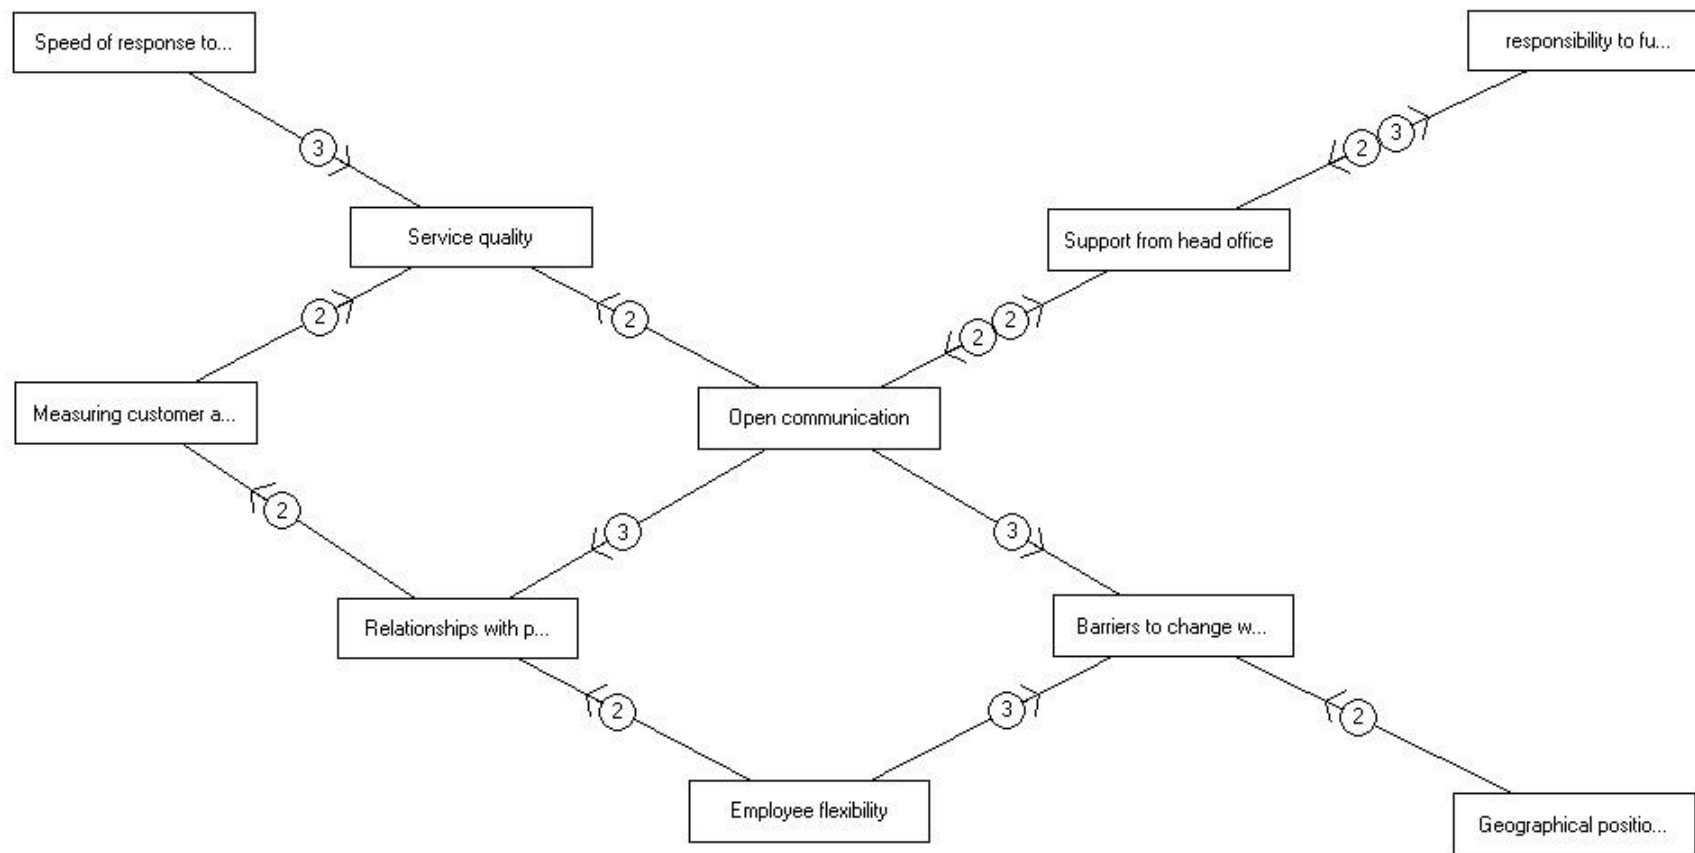 Speed of response to...
responsibility to fu...
3
2
3
Service quality
Support from head office
2
2
2
2
Measuring customer a...
Open communication
2
3
3
Relationships with p...
Barriers to change w...
2
3
2
Employee flexibility
Geographical positio...